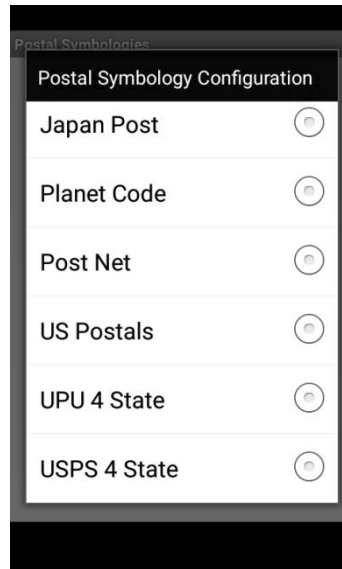 Postal Symbologies
Postal Symbology Configuration
Japan Post
Planet Code
Post Net
US Postals
UPU 4 State
USPS 4 State